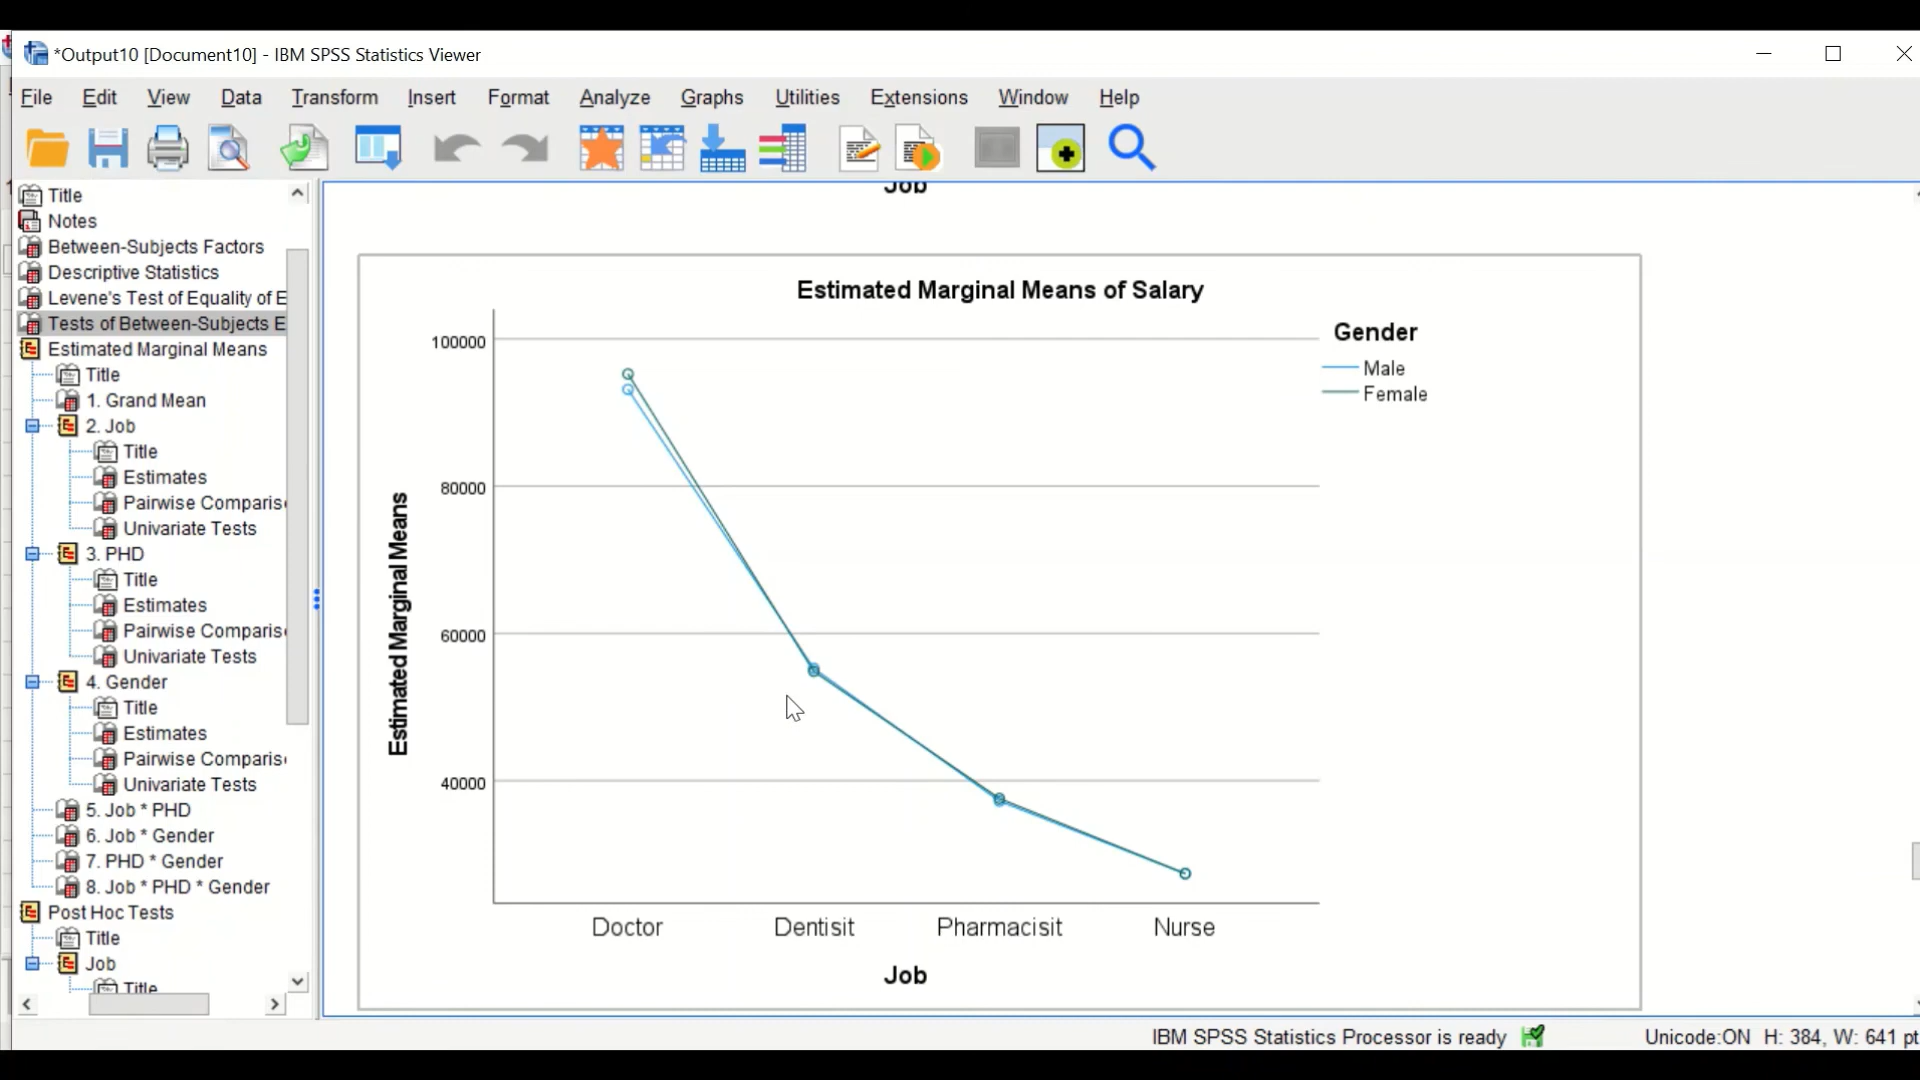 *Output10 [Document10] - IBM SPSS Statistics Viewer
File Edit View Data Transform Insert Format Analyze Graphs Utilities Extensions Window Help
Title
Notes
Between-Subjects Factors
Descriptive Statistics
Levene's Test of Equality of E
Tests of Between-Subjects E
Estimated Marginal Means
Title
1. Grand Mean
2. Job
Title
Estimates
Pairwise Comparis
Univariate Tests
3. PHD
Title
Estimates
Pairwise Comparis
Univariate Tests
4. Gender
Title
Estimates
Pairwise Comparis
Univariate Tests
5. Job * PHD
6. Job * Gender
7. PHD * Gender
8. Job * PHD * Gender
Post Hoc Tests
Title
Job
Title
Job
Estimated Marginal Means of Salary
Gender
Male
Female
Estimated Marginal Means
100000
80000
60000
40000
Doctor Dentisit Pharmacisit Nurse
Job
IBM SPSS Statistics Processor is ready Unicode:ON H: 384, W: 641 pt